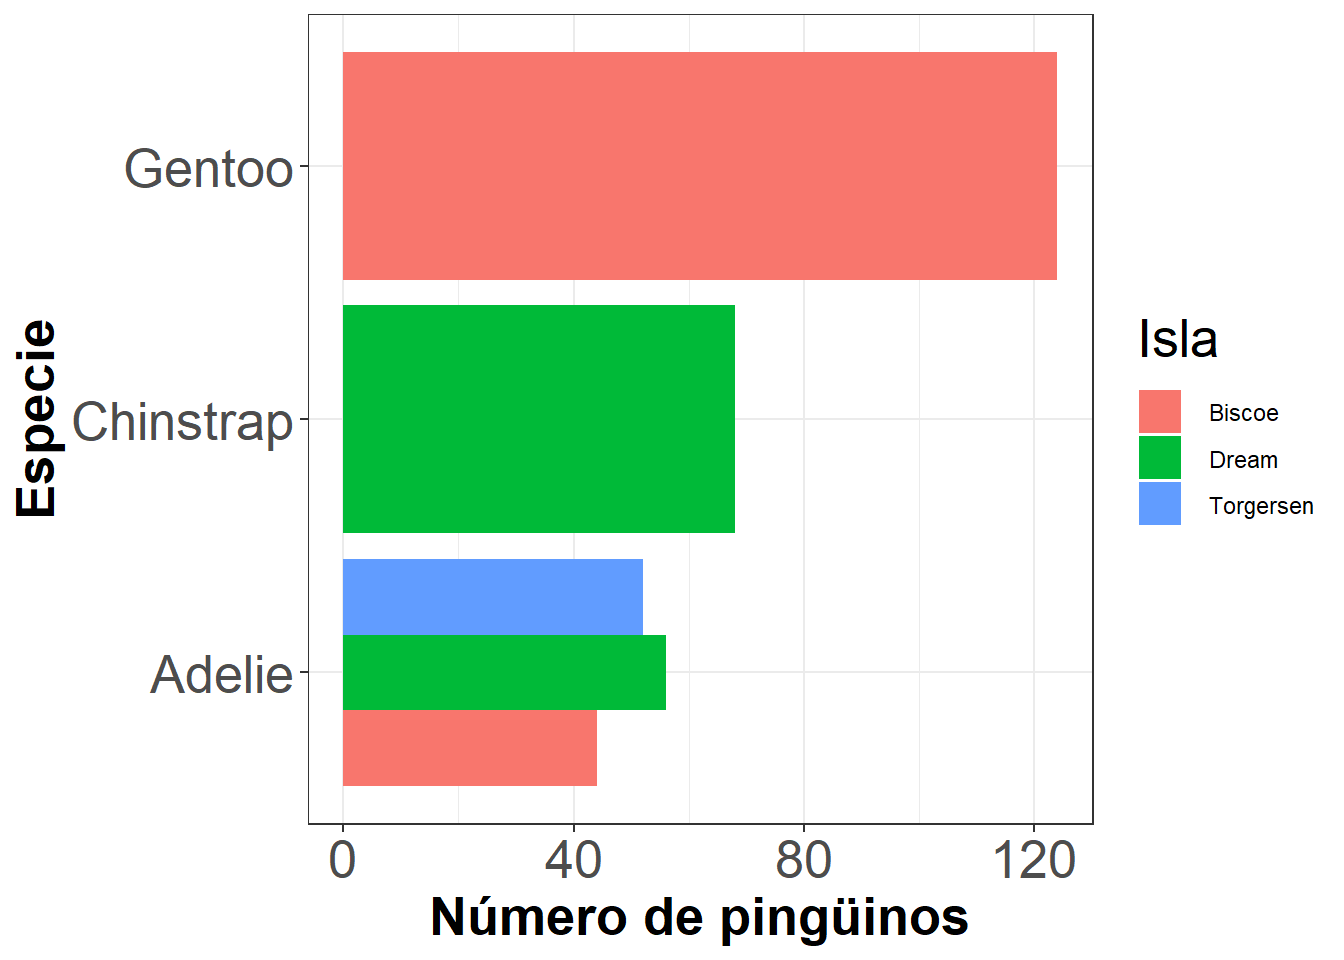 Especie
Gentoo
Chinstrap
Adelie
0 40 80 120
Número de pingüinos
Isla
Biscoe
Dream
Torgersen